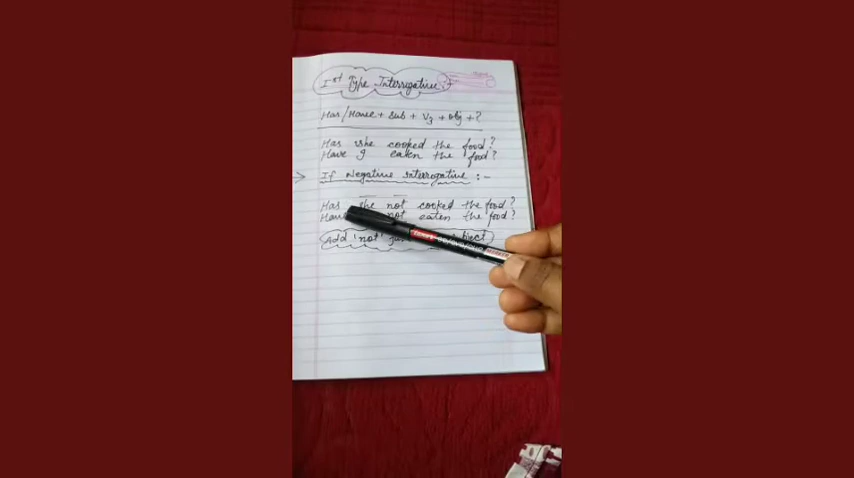 Ist Type Interrogative :
Has/Have + Sub + V3 + obj + ?
Has she cooked the food?
Have I eaten the food?
If Negative interrogative :-
Has she not cooked the food?
Have not eaten the food?
Add 'not'